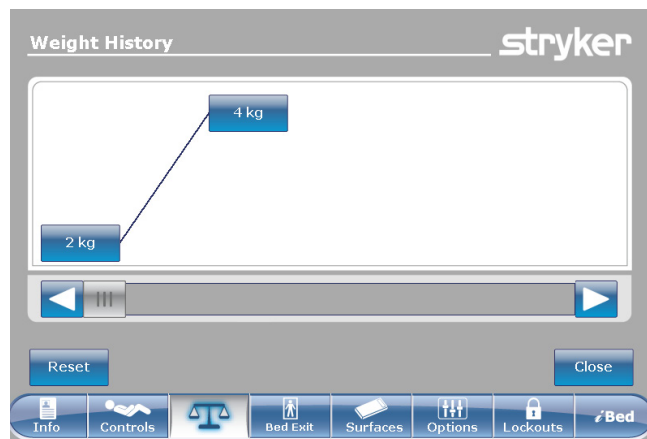 Weight History
stryker
4 kg
2 kg
Reset
Close
Info
Controls
Bed Exit
Surfaces
Options
Lockouts
iBed